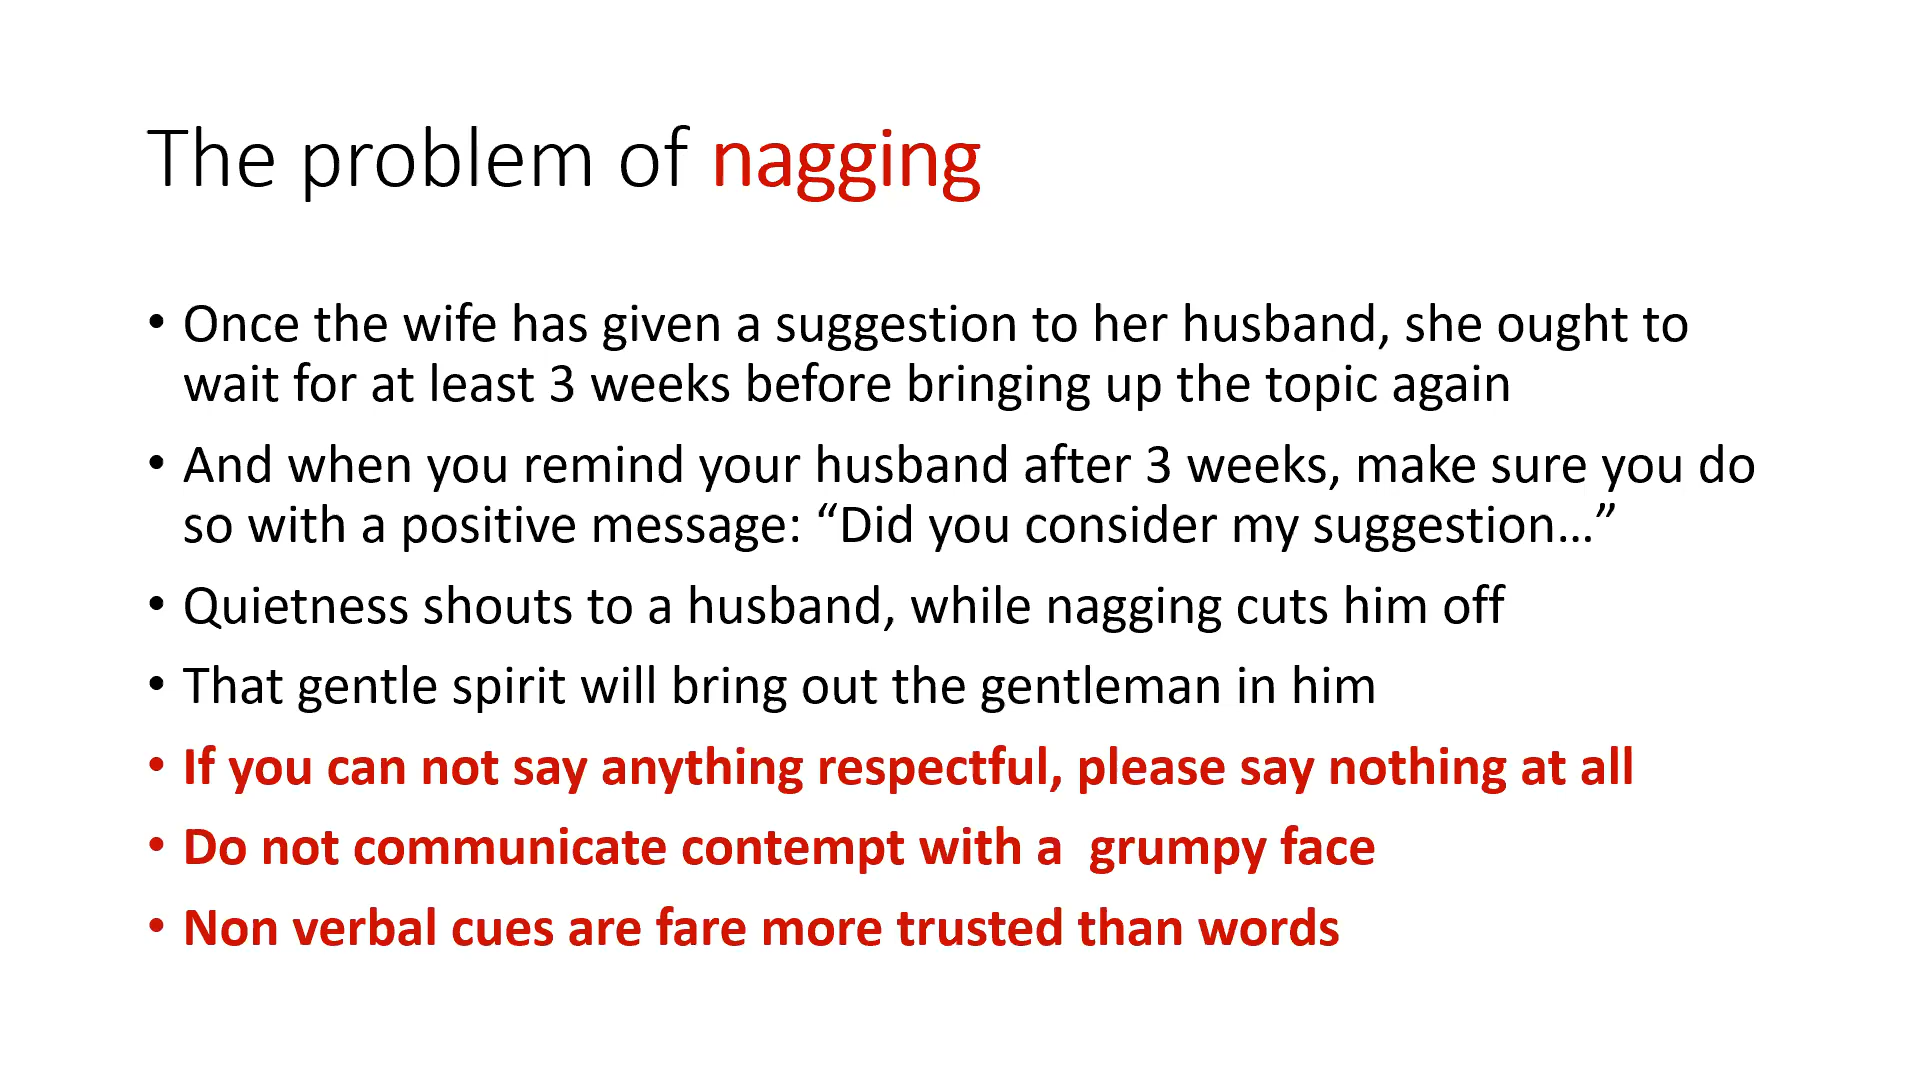 The problem of nagging
• Once the wife has given a suggestion to her husband, she ought to
wait for at least 3 weeks before bringing up the topic again
• And when you remind your husband after 3 weeks, make sure you do
so with a positive message: “Did you consider my suggestion…”
• Quietness shouts to a husband, while nagging cuts him off
• That gentle spirit will bring out the gentleman in him
• If you can not say anything respectful, please say nothing at all
• Do not communicate contempt with a  grumpy face
• Non verbal cues are fare more trusted than words